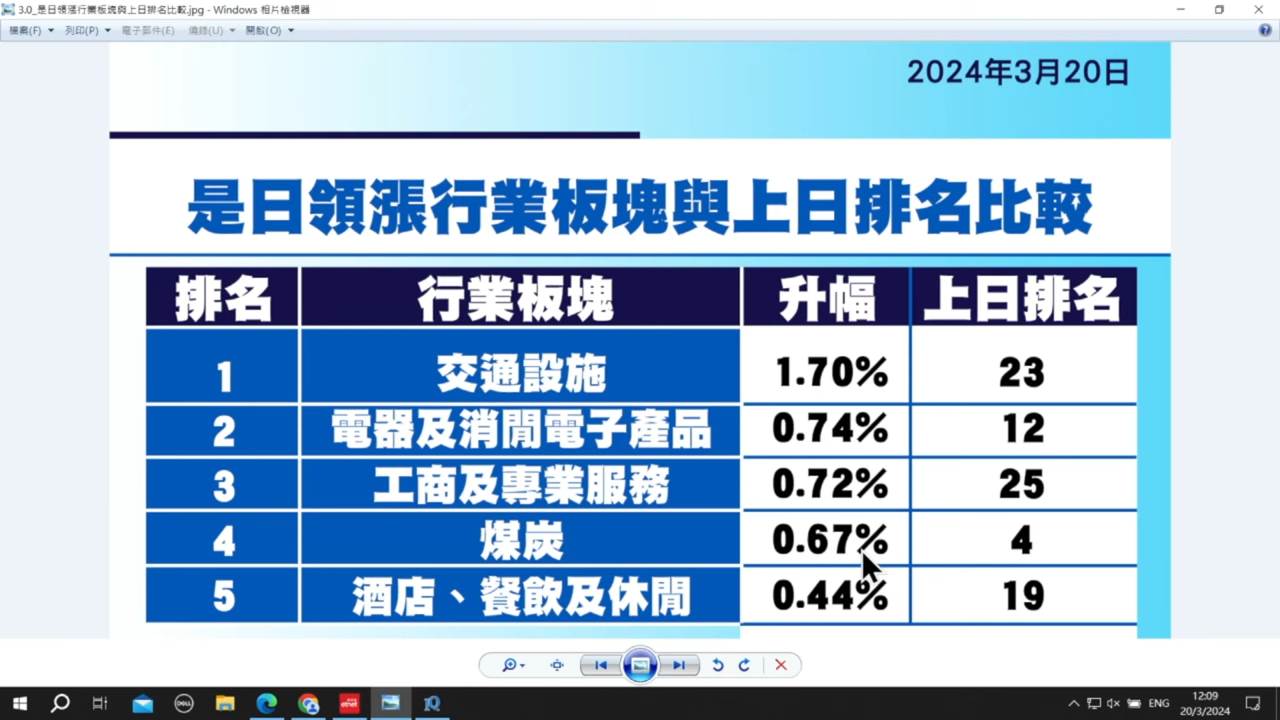 3.0_是日領漲行業板塊與上日排名比較.jpg - Windows 相片檢視器
檔案(F) 列印(P) 電子郵件(E) 燒錄(U) 開啟(O)
2024年3月20日
是日領漲行業板塊與上日排名比較
排名 行業板塊 升幅 上日排名
1 交通設施 1.70% 23
2 電器及消閒電子產品 0.74% 12
3 工商及專業服務 0.72% 25
4 煤炭 0.67% 4
5 酒店、餐飲及休閒 0.44% 19
DELL
etnet
IQ
ENG
12:09
20/3/2024